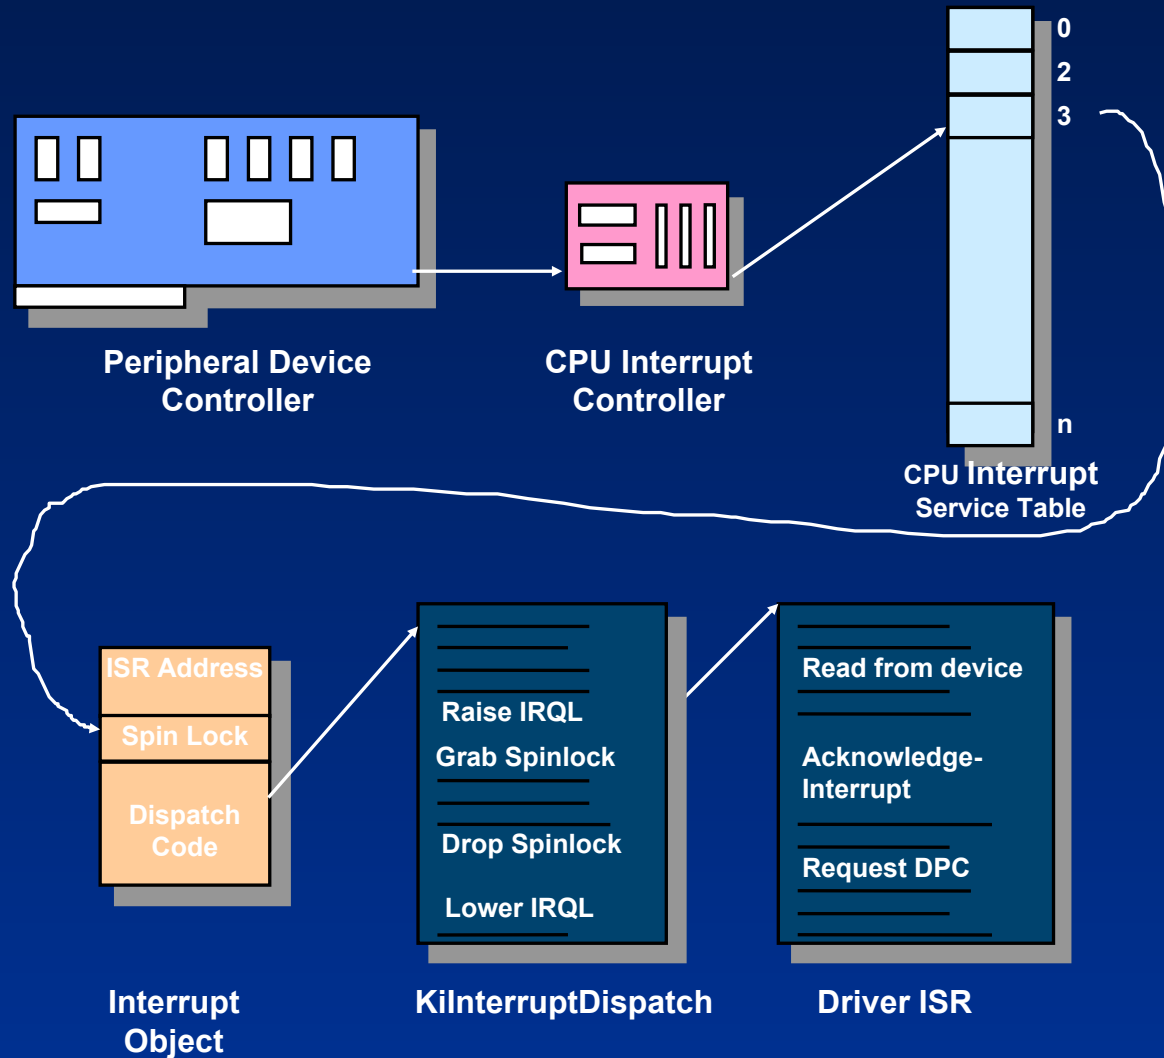 0
2
3
n
Peripheral Device
Controller
CPU Interrupt
Controller
CPU Interrupt
Service Table
ISR Address
Spin Lock
Dispatch
Code
Raise IRQL
Grab Spinlock
Drop Spinlock
Lower IRQL
Read from device
Acknowledge-
Interrupt
Request DPC
Interrupt
Object
KiInterruptDispatch
Driver ISR